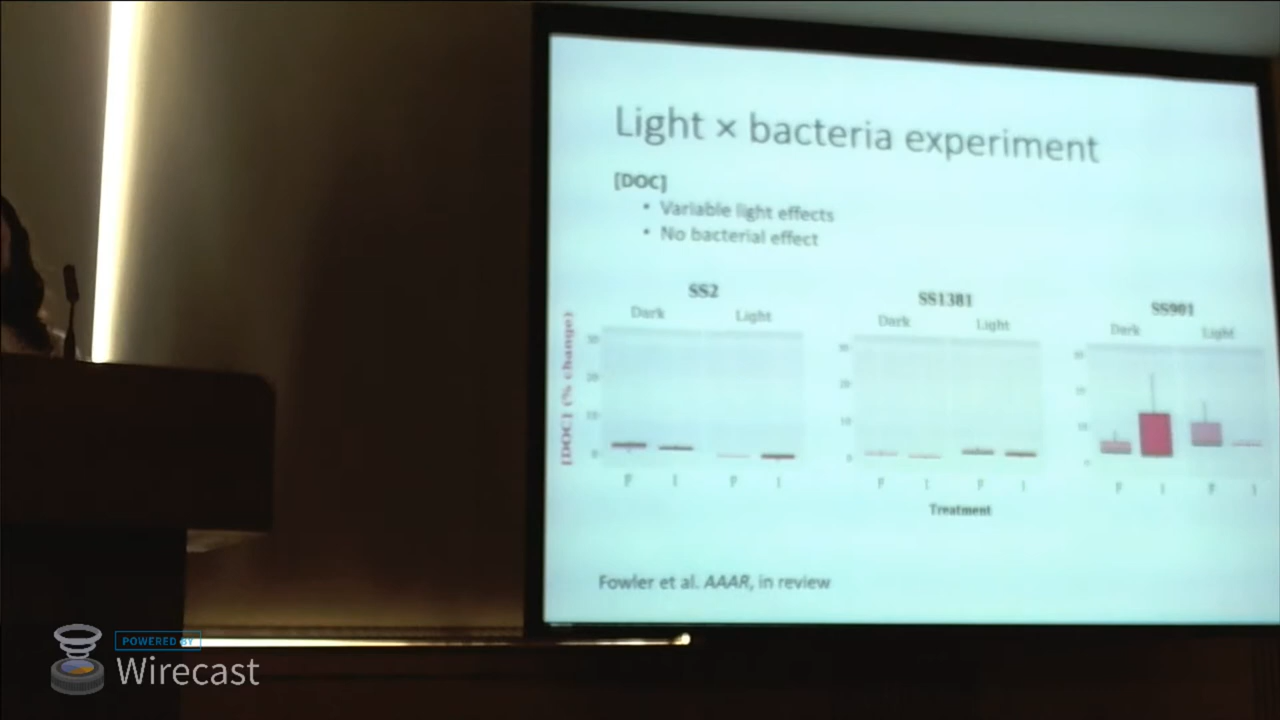 Light × bacteria experiment
[DOC]
• Variable light effects
• No bacterial effect
SS2
SS1381
SS901
Dark Light
Dark Light
Dark Light
[DOC] (% change)
30
20
10
0
30
20
10
0
F I F I
F I F I
F I F I
Treatment
Fowler et al. AAAR, in review
POWERED BY
Wirecast